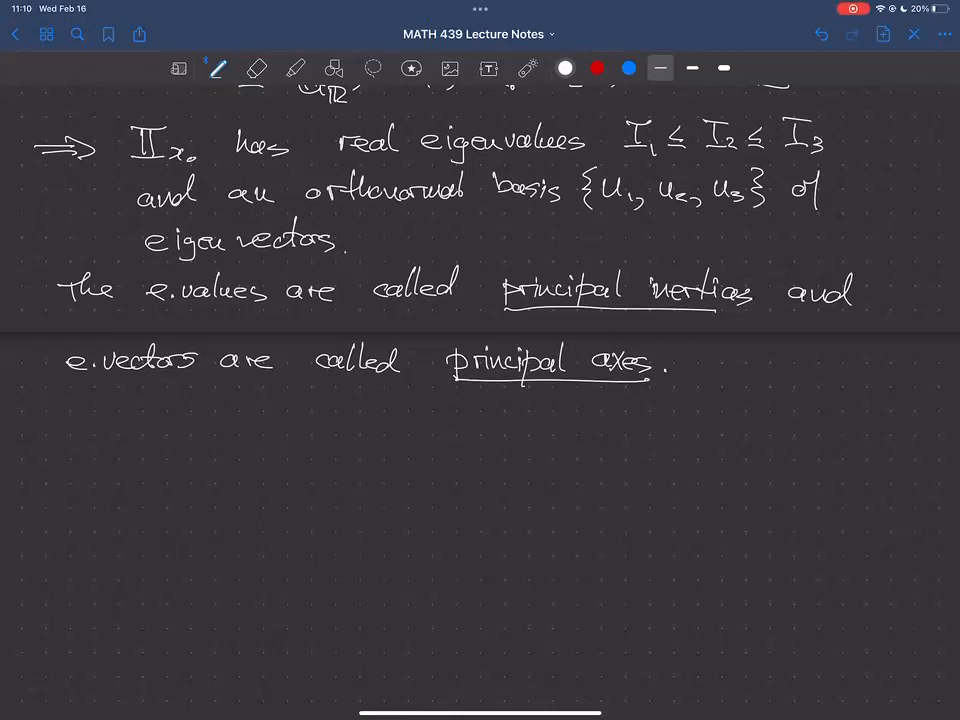 11:10 Wed Feb 16
20%
MATH 439 Lecture Notes
⇒ 𝕀x₀ has real eigenvalues I₁ ≤ I₂ ≤ I₃
and an orthonormal basis {u₁, u₂, u₃} of
eigenvectors.
The e.values are called principal inertias and
e.vectors are called principal axes.